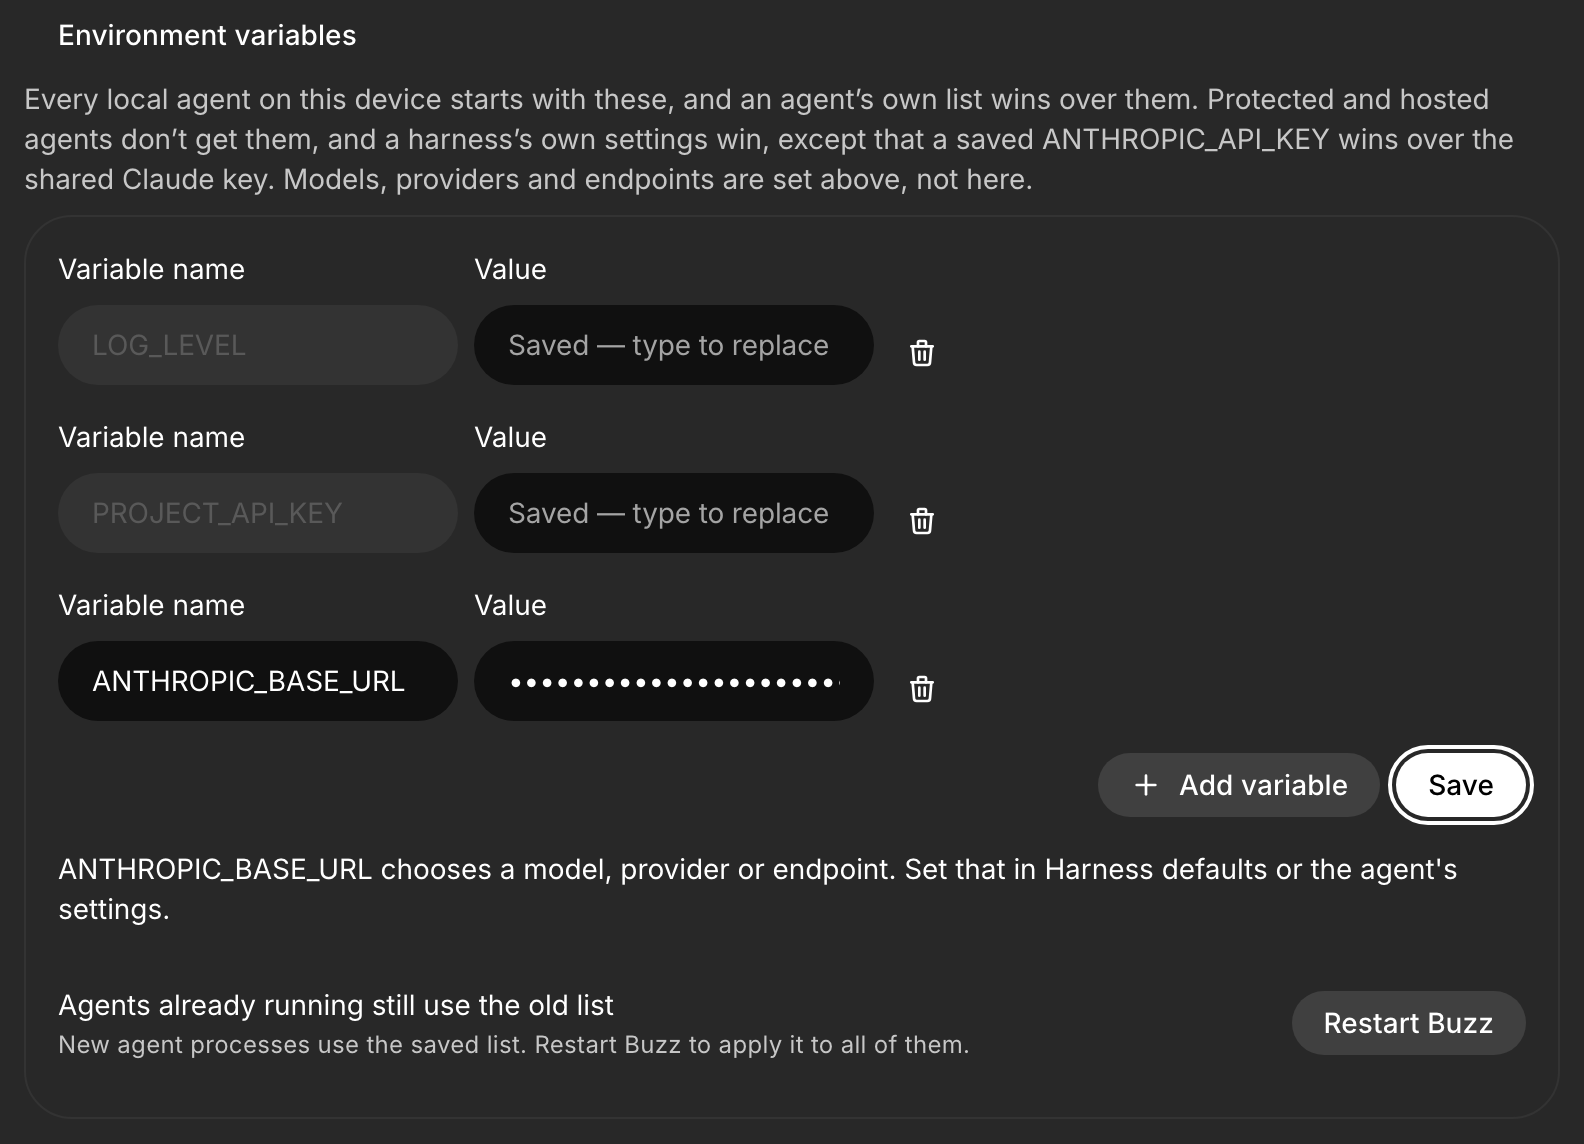 Environment variables
Every local agent on this device starts with these, and an agent’s own list wins over them. Protected and hosted
agents don’t get them, and a harness’s own settings win, except that a saved ANTHROPIC_API_KEY wins over the
shared Claude key. Models, providers and endpoints are set above, not here.
Variable name Value
LOG_LEVEL Saved — type to replace
Variable name Value
PROJECT_API_KEY Saved — type to replace
Variable name Value
ANTHROPIC_BASE_URL
+ Add variable Save
ANTHROPIC_BASE_URL chooses a model, provider or endpoint. Set that in Harness defaults or the agent's
settings.
Agents already running still use the old list
New agent processes use the saved list. Restart Buzz to apply it to all of them.
Restart Buzz